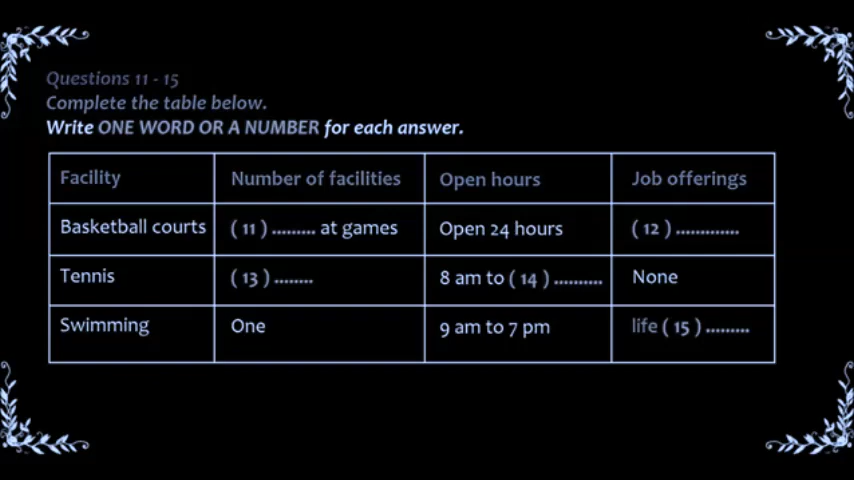 Questions 11 - 15
Complete the table below.
Write ONE WORD OR A NUMBER for each answer.
Facility Number of facilities Open hours Job offerings
Basketball courts ( 11 ) ......... at games Open 24 hours ( 12 ) .............
Tennis ( 13 ) ........ 8 am to ( 14 ) .......... None
Swimming One 9 am to 7 pm life ( 15 ) .........